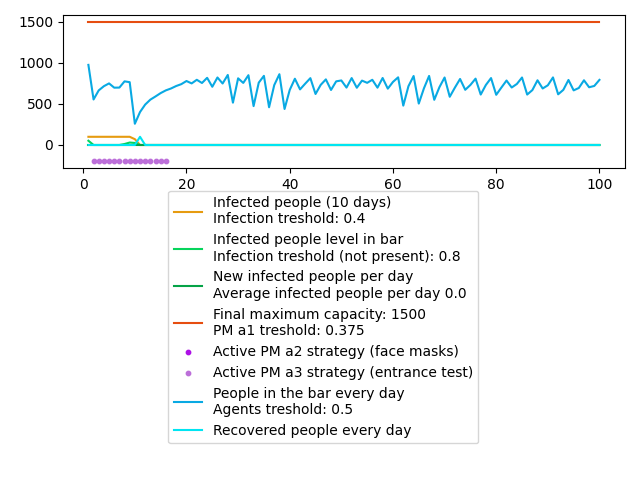 1500
1000
500
0
0 20 40 60 80 100
Infected people (10 days)
Infection treshold: 0.4
Infected people level in bar
Infection treshold (not present): 0.8
New infected people per day
Average infected people per day 0.0
Final maximum capacity: 1500
PM a1 treshold: 0.375
Active PM a2 strategy (face masks)
Active PM a3 strategy (entrance test)
People in the bar every day
Agents treshold: 0.5
Recovered people every day